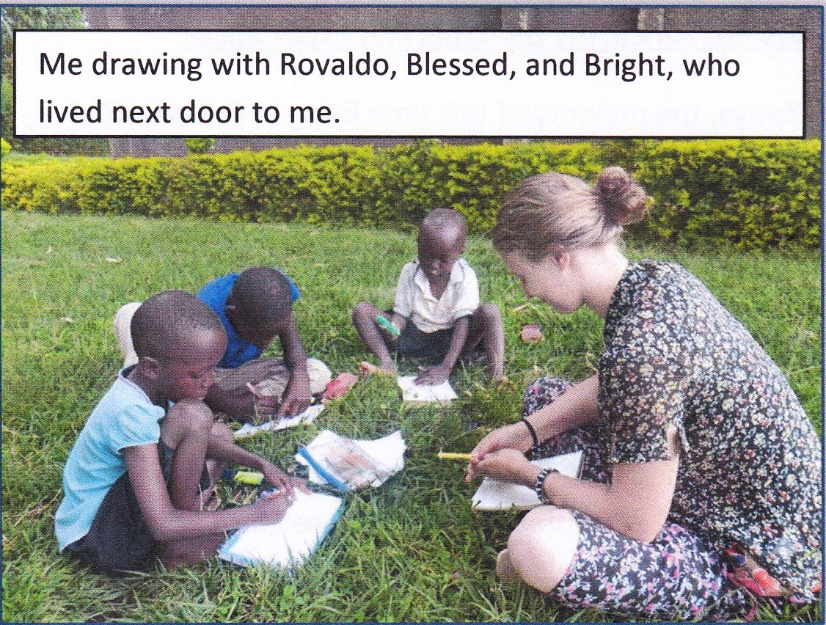 Me drawing with Rovaldo, Blessed, and Bright, who
lived next door to me.